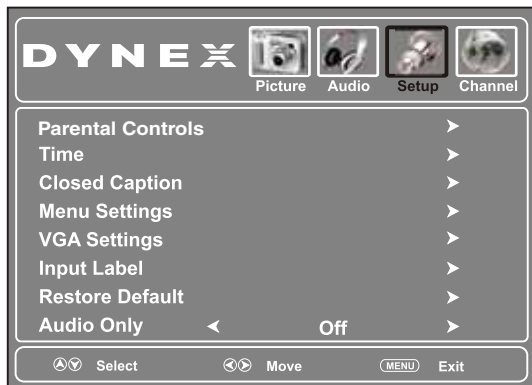 DYNEX
Picture Audio Setup Channel
Parental Controls
Time
Closed Caption
Menu Settings
VGA Settings
Input Label
Restore Default
Audio Only Off
Select Move MENU Exit